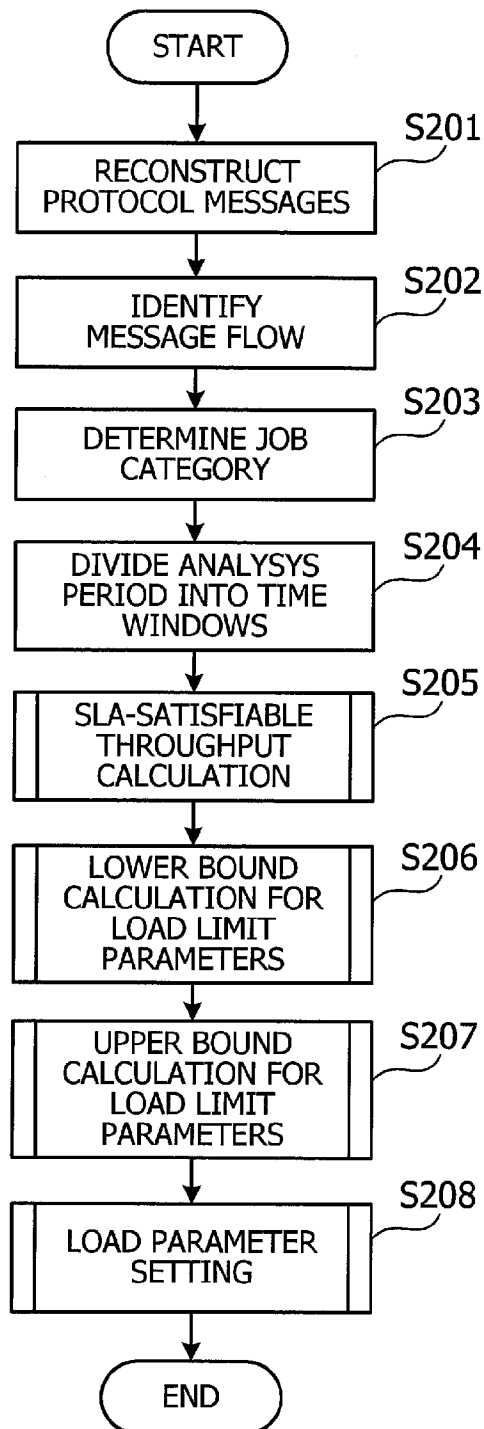 START
S201
RECONSTRUCT
PROTOCOL MESSAGES
S202
IDENTIFY
MESSAGE FLOW
S203
DETERMINE JOB
CATEGORY
S204
DIVIDE ANALYSYS
PERIOD INTO TIME
WINDOWS
S205
SLA-SATISFIABLE
THROUGHPUT
CALCULATION
S206
LOWER BOUND
CALCULATION FOR
LOAD LIMIT
PARAMETERS
S207
UPPER BOUND
CALCULATION FOR
LOAD LIMIT
PARAMETERS
S208
LOAD PARAMETER
SETTING
END